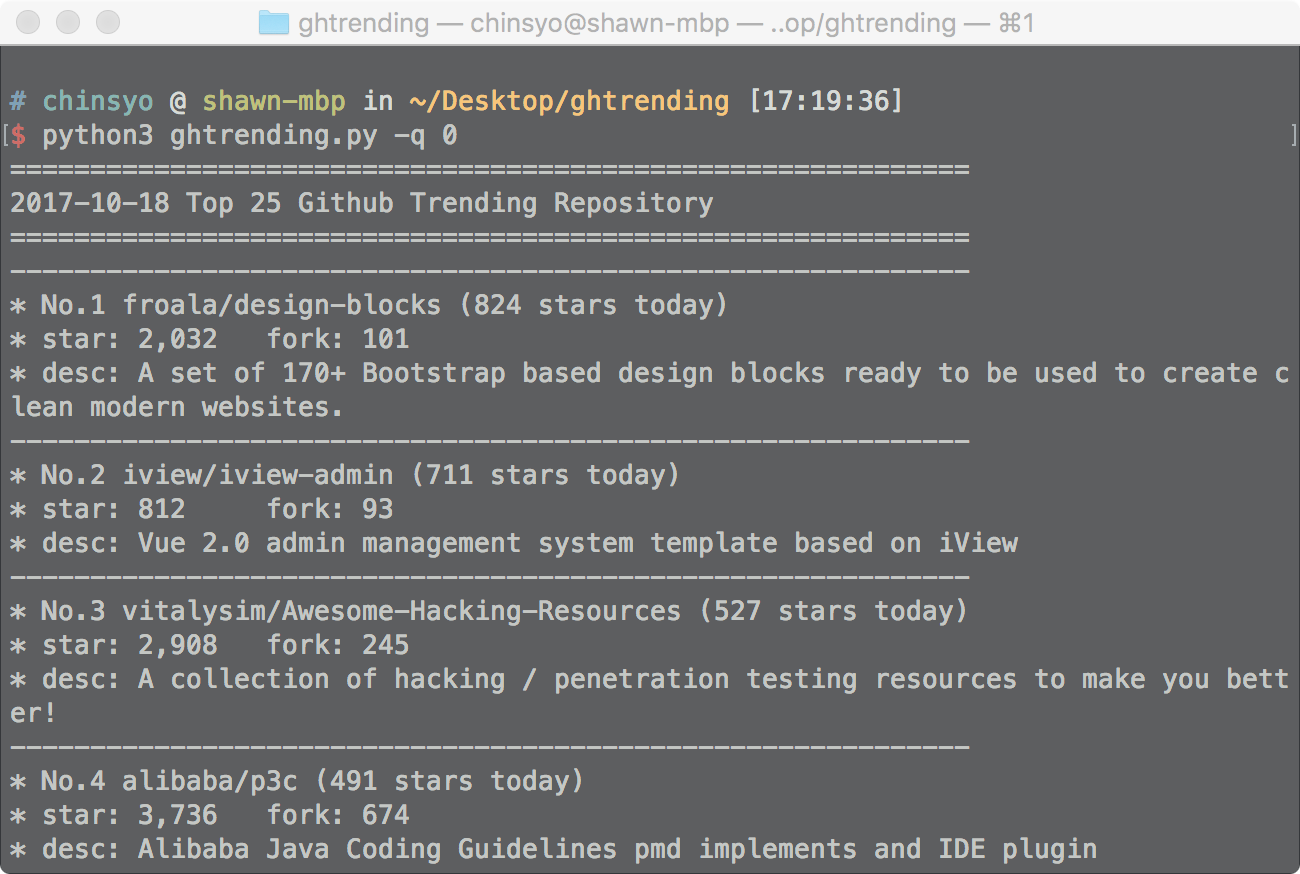 ghtrending — chinsyo@shawn-mbp — ..op/ghtrending — ⌘1
# chinsyo @ shawn-mbp in ~/Desktop/ghtrending [17:19:36]
[$ python3 ghtrending.py -q 0 ]
============================================================
2017-10-18 Top 25 Github Trending Repository
============================================================
------------------------------------------------------------
* No.1 froala/design-blocks (824 stars today)
* star: 2,032   fork: 101
* desc: A set of 170+ Bootstrap based design blocks ready to be used to create c
lean modern websites.
------------------------------------------------------------
* No.2 iview/iview-admin (711 stars today)
* star: 812     fork: 93
* desc: Vue 2.0 admin management system template based on iView
------------------------------------------------------------
* No.3 vitalysim/Awesome-Hacking-Resources (527 stars today)
* star: 2,908   fork: 245
* desc: A collection of hacking / penetration testing resources to make you bett
er!
------------------------------------------------------------
* No.4 alibaba/p3c (491 stars today)
* star: 3,736   fork: 674
* desc: Alibaba Java Coding Guidelines pmd implements and IDE plugin